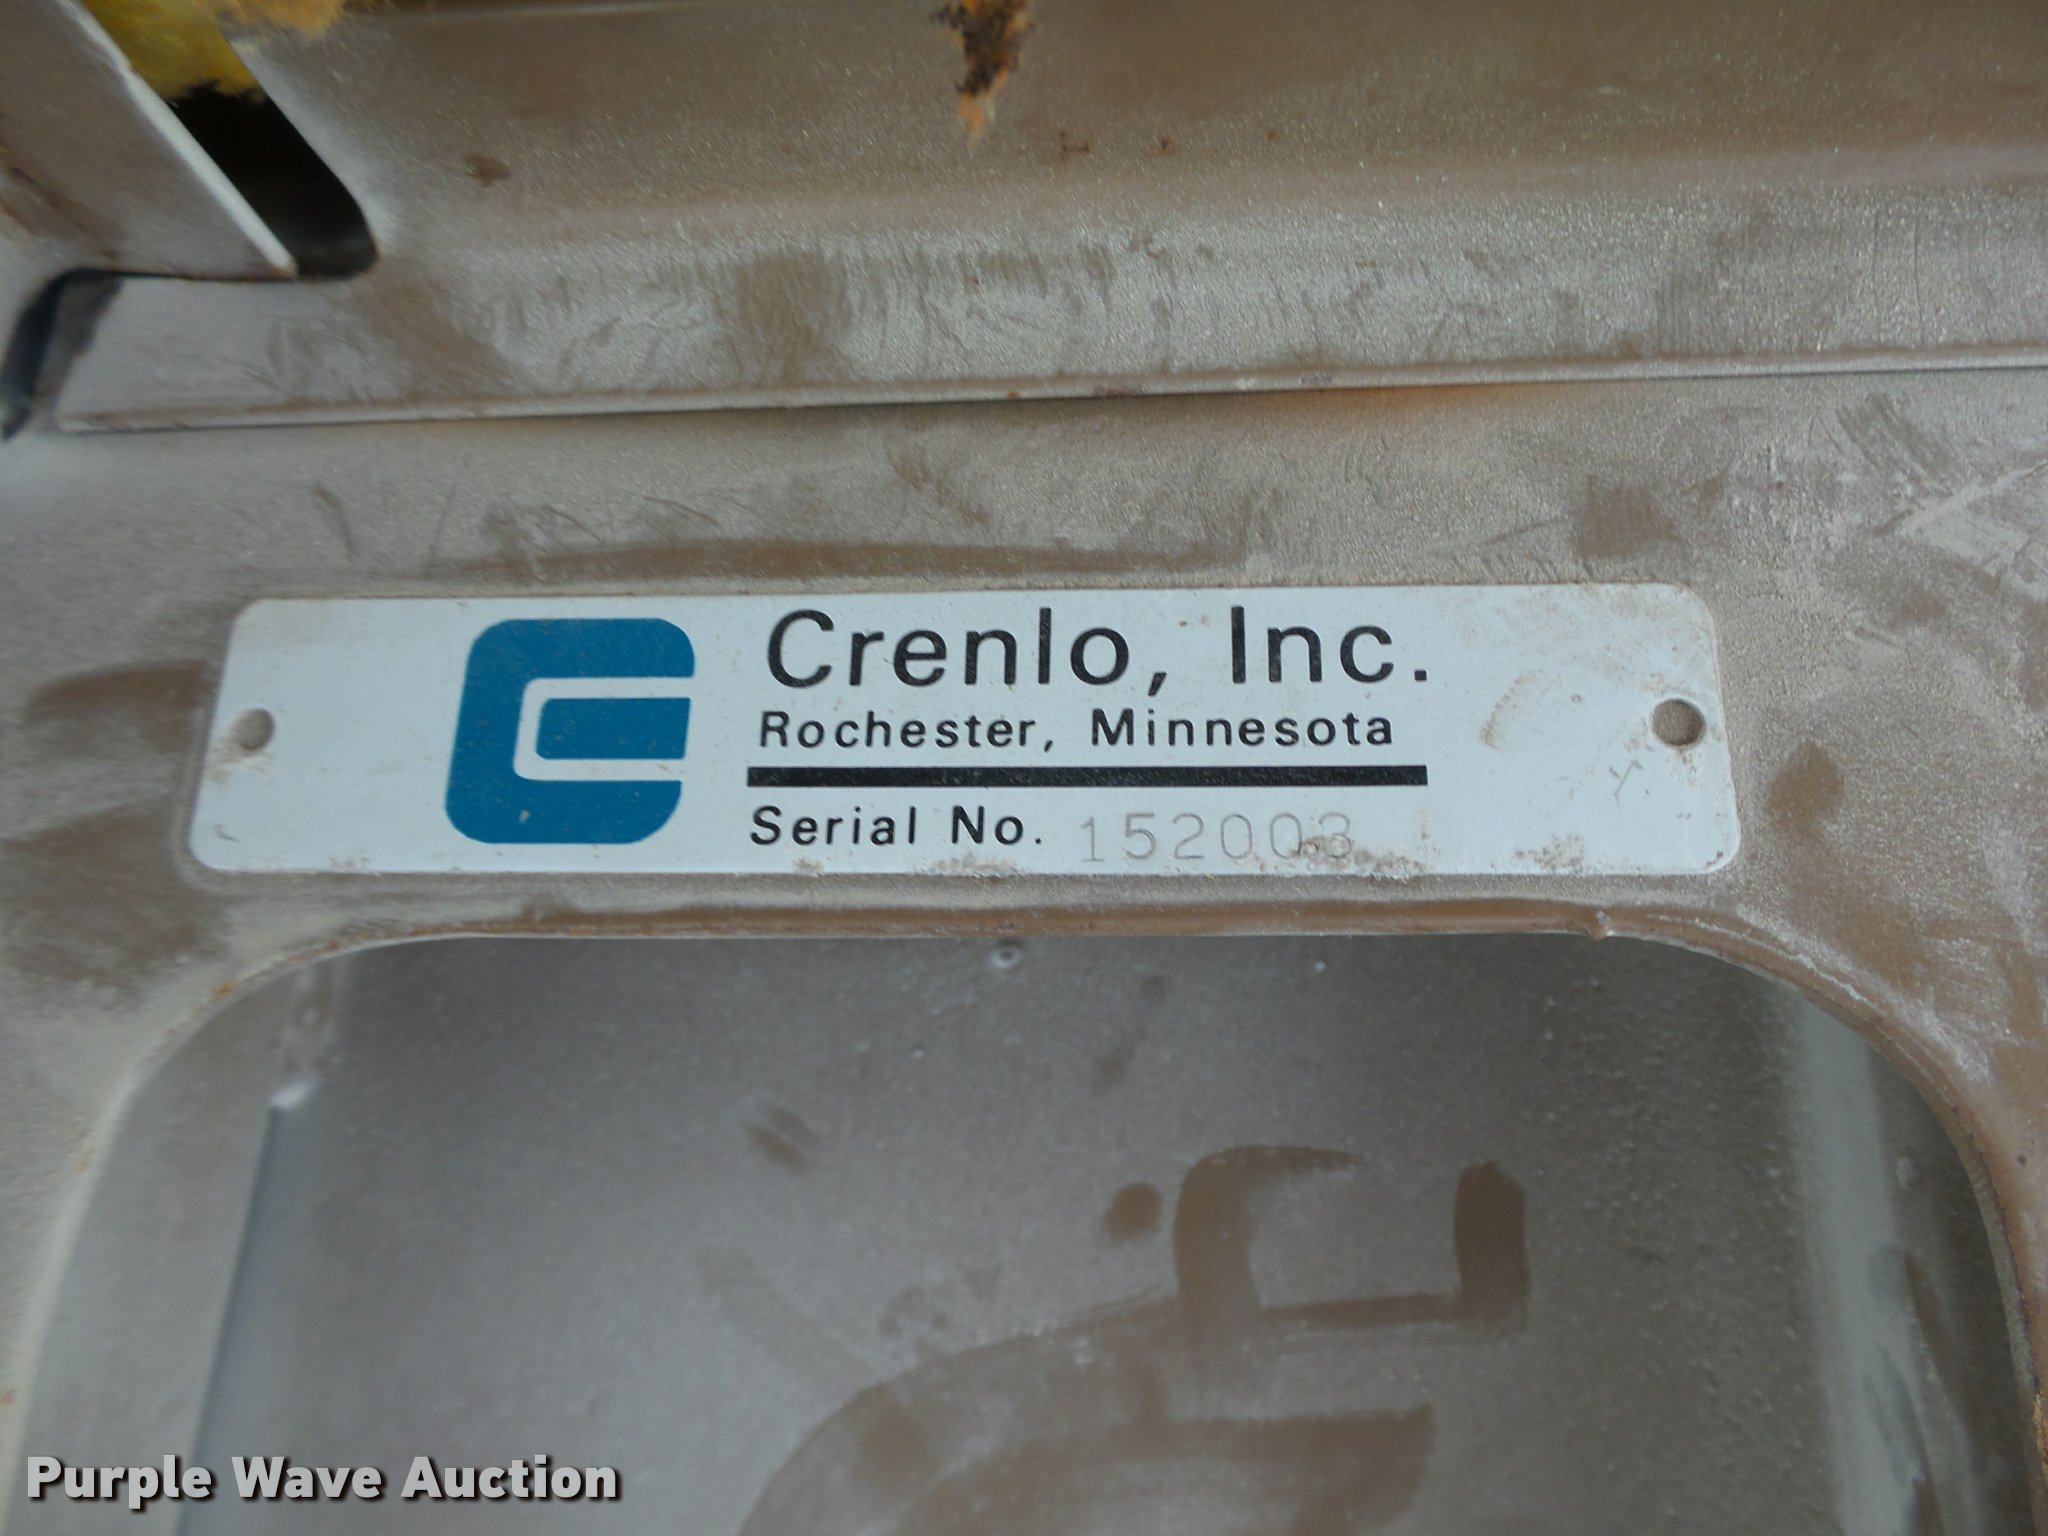 Crenlo, Inc.
Rochester, Minnesota
Serial No. 152003
Purple Wave Auction